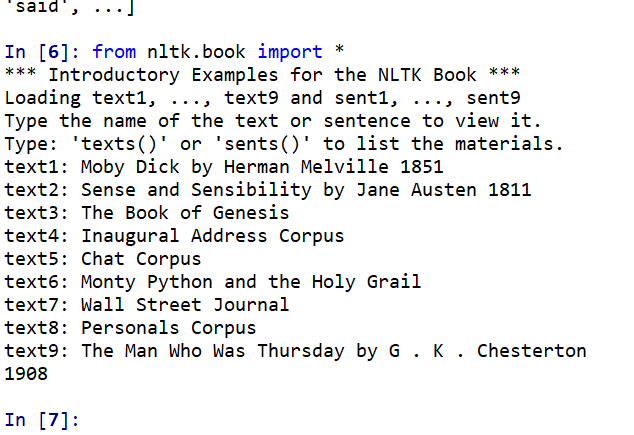 'said', ...]
In [6]: from nltk.book import *
*** Introductory Examples for the NLTK Book ***
Loading text1, ..., text9 and sent1, ..., sent9
Type the name of the text or sentence to view it.
Type: 'texts()' or 'sents()' to list the materials.
text1: Moby Dick by Herman Melville 1851
text2: Sense and Sensibility by Jane Austen 1811
text3: The Book of Genesis
text4: Inaugural Address Corpus
text5: Chat Corpus
text6: Monty Python and the Holy Grail
text7: Wall Street Journal
text8: Personals Corpus
text9: The Man Who Was Thursday by G . K . Chesterton
1908
In [7]: